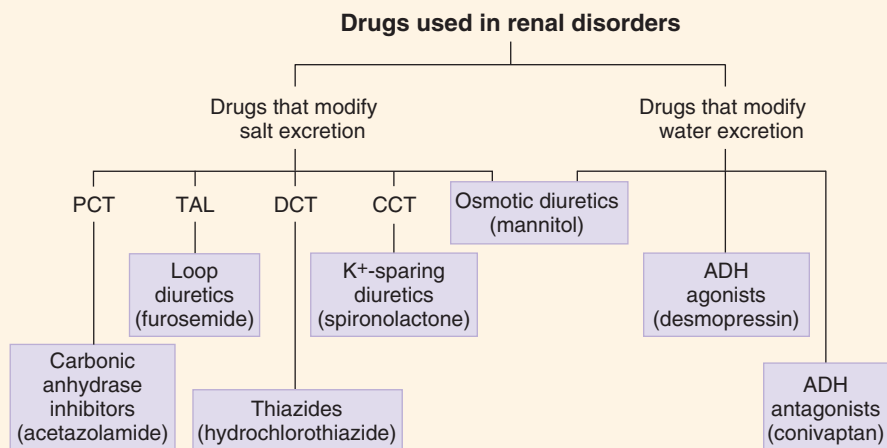 Drugs used in renal disorders
Drugs that modify
salt excretion
Drugs that modify
water excretion
PCT
TAL
DCT
CCT
Osmotic diuretics
(mannitol)
Loop
diuretics
(furosemide)
K+-sparing
diuretics
(spironolactone)
ADH
agonists
(desmopressin)
Carbonic
anhydrase
inhibitors
(acetazolamide)
Thiazides
(hydrochlorothiazide)
ADH
antagonists
(conivaptan)